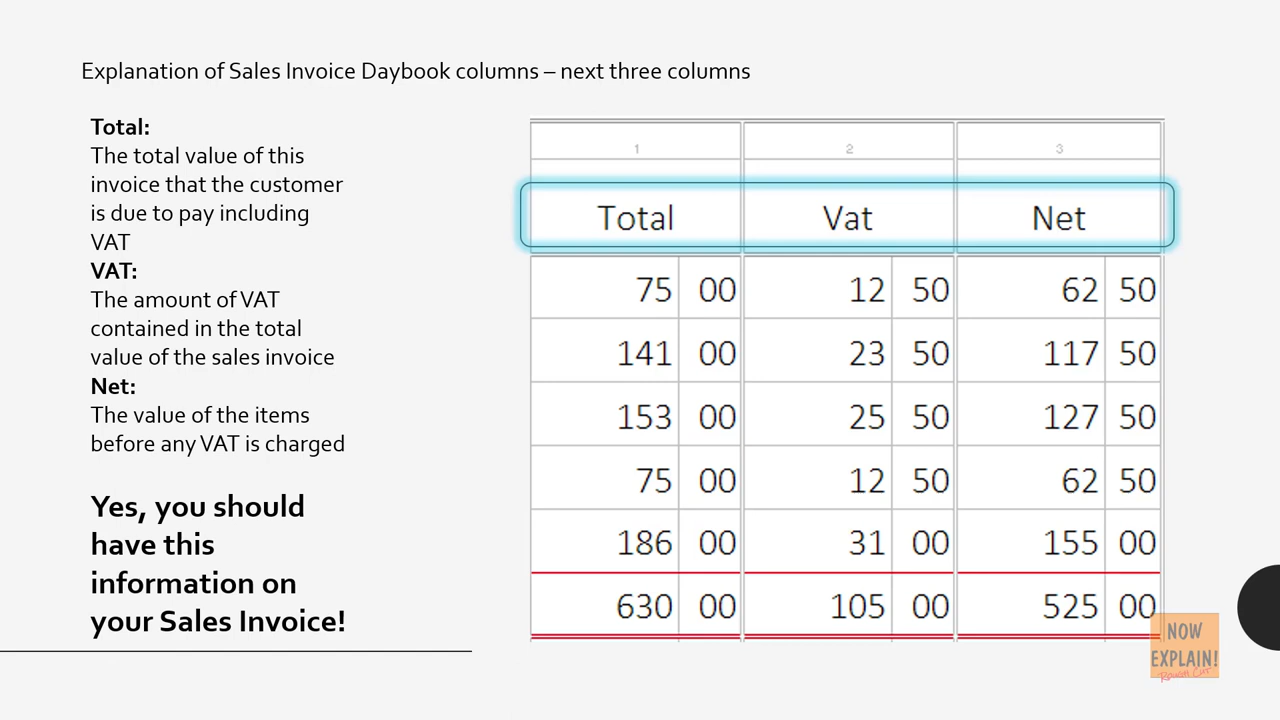 Explanation of Sales Invoice Daybook columns – next three columns
Total:
The total value of this
invoice that the customer
is due to pay including
VAT
VAT:
The amount of VAT
contained in the total
value of the sales invoice
Net:
The value of the items
before any VAT is charged
Yes, you should
have this
information on
your Sales Invoice!
1 2 3
Total Vat Net
75 00 12 50 62 50
141 00 23 50 117 50
153 00 25 50 127 50
75 00 12 50 62 50
186 00 31 00 155 00
630 00 105 00 525 00
NOW
EXPLAIN!
Rough Cut